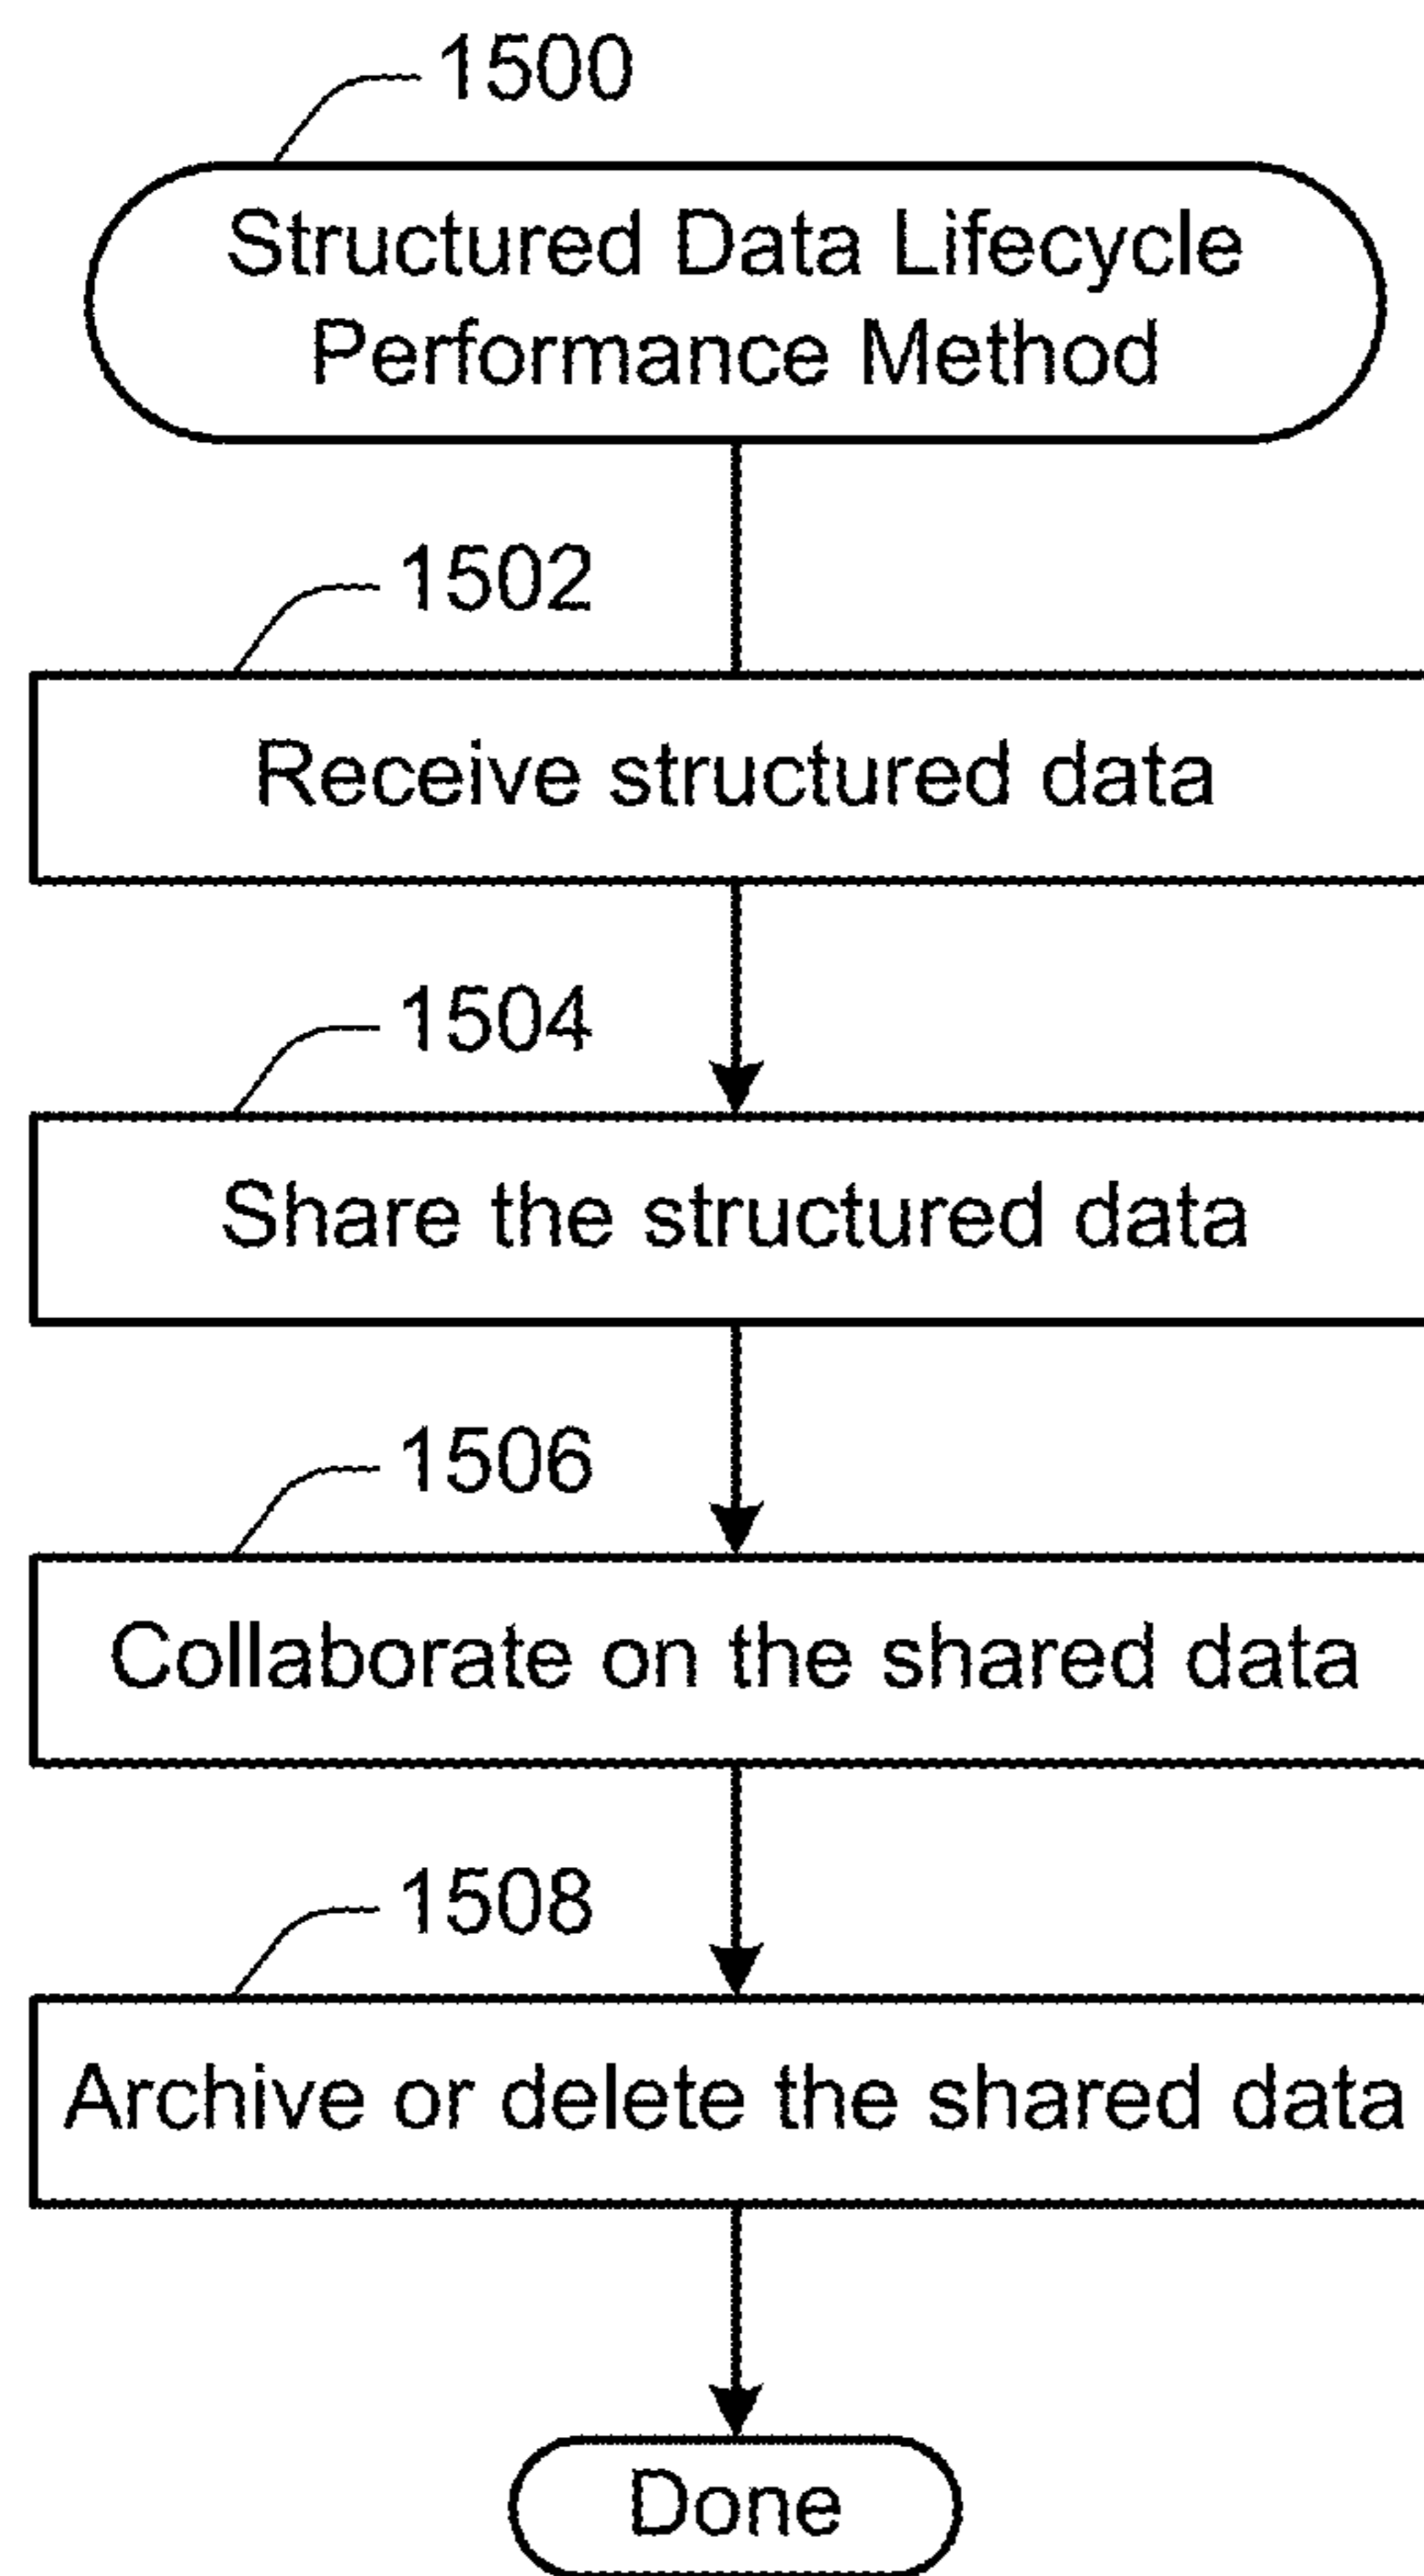 1500
Structured Data Lifecycle
Performance Method
1502
Receive structured data
1504
Share the structured data
1506
Collaborate on the shared data
1508
Archive or delete the shared data
Done